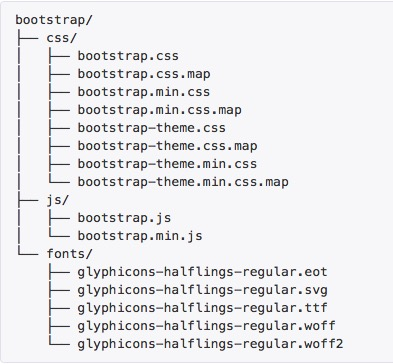 bootstrap/
├── css/
│   ├── bootstrap.css
│   ├── bootstrap.css.map
│   ├── bootstrap.min.css
│   ├── bootstrap.min.css.map
│   ├── bootstrap-theme.css
│   ├── bootstrap-theme.css.map
│   ├── bootstrap-theme.min.css
│   └── bootstrap-theme.min.css.map
├── js/
│   ├── bootstrap.js
│   └── bootstrap.min.js
└── fonts/
    ├── glyphicons-halflings-regular.eot
    ├── glyphicons-halflings-regular.svg
    ├── glyphicons-halflings-regular.ttf
    ├── glyphicons-halflings-regular.woff
    └── glyphicons-halflings-regular.woff2